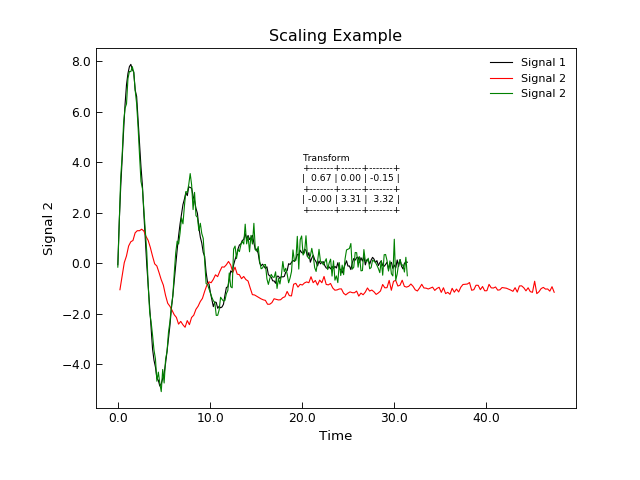 Scaling Example
Signal 1
Signal 2
Signal 2
Transform
+--------+-------+--------+
|  0.67 | 0.00 | -0.15 |
+--------+-------+--------+
| -0.00 | 3.31 |  3.32 |
+--------+-------+--------+
8.0
6.0
4.0
2.0
0.0
−2.0
−4.0
Signal 2
0.0 10.0 20.0 30.0 40.0
Time